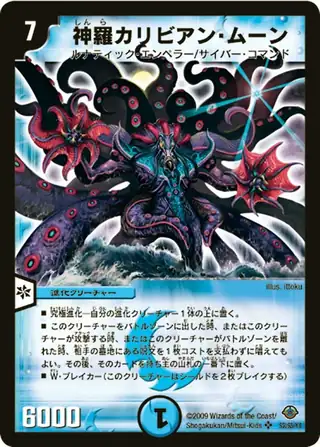 7
しん ら
神羅カリビアン・ムーン
ルナティック・エンペラー/サイバー・コマンド
進化クリーチャー
■ 究極進化—自分の進化クリーチャー1体の上に置く。
■ このクリーチャーをバトルゾーンに出した時、またはこのクリーチャーが攻撃する時、またはこのクリーチャーがバトルゾーンを離れた時、相手の墓地にある呪文を1枚コストを支払わずに唱えてもよい。その後、そのカードを持ち主の山札の一番下に置く。
■ W・ブレイカー(このクリーチャーはシールドを2枚ブレイクする)
6000
1
©2009 Wizards of the Coast/
Shogakukan/Mitsui-Kids